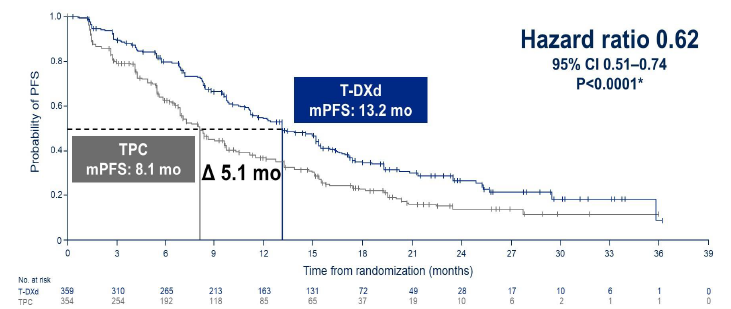 Hazard ratio 0.62
95% CI 0.51–0.74
P<0.0001*
T-DXd
mPFS: 13.2 mo
TPC
mPFS: 8.1 mo
Δ 5.1 mo
Probability of PFS
1.0
0.8
0.6
0.4
0.2
0
0 3 6 9 12 15 18 21 24 27 30 33 36 39
Time from randomization (months)
No. at risk
T-DXd 359 310 265 213 163 131 72 49 28 17 10 6 1 0
TPC 354 254 192 118 85 65 37 19 10 6 2 1 1 0